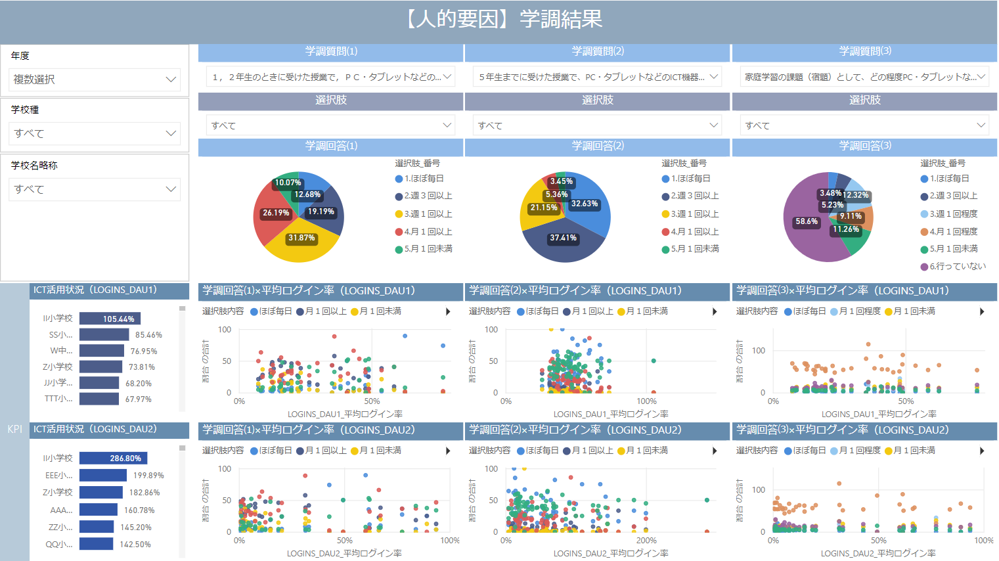 【人的要因】学調結果
年度
複数選択
学校種
すべて
学校名略称
すべて
学調質問(1)
１，２年生のときに受けた授業で，ＰＣ・タブレットなどの...
選択肢
すべて
学調回答(1)
10.07%
12.68%
26.19%
19.19%
31.87%
選択肢_番号
1.ほぼ毎日
2.週３回以上
3.週１回以上
4.月１回以上
5.月１回未満
学調質問(2)
５年生までに受けた授業で、PC・タブレットなどのICT機器...
選択肢
すべて
学調回答(2)
3.45%
5.36%
32.63%
21.15%
37.41%
選択肢_番号
1.ほぼ毎日
2.週３回以上
3.週１回以上
4.月１回以上
5.月１回未満
学調質問(3)
家庭学習の課題（宿題）として、どの程度PC・タブレットな...
選択肢
すべて
学調回答(3)
3.48%
12.32%
5.23%
9.11%
58.6%
11.26%
選択肢_番号
1.ほぼ毎日
2.週３回以上
3.週１回程度
4.月１回程度
5.月１回未満
6.行っていない
KPI
ICT活用状況（LOGINS_DAU1）
II小学校 105.44%
SS小... 85.46%
W中... 76.95%
Z小学校 73.81%
JJ小学... 68.20%
TTT小... 67.97%
学調回答(1)×平均ログイン率（LOGINS_DAU1）
選択肢内容 ほぼ毎日 月１回以上 月１回未満
割合 の合計
100
50
0
0% 50%
LOGINS_DAU1_平均ログイン率
学調回答(2)×平均ログイン率（LOGINS_DAU1）
選択肢内容 ほぼ毎日 月１回以上 月１回未満
割合 の合計
100
50
0
0% 100%
LOGINS_DAU1_平均ログイン率
学調回答(3)×平均ログイン率（LOGINS_DAU1）
選択肢内容 ほぼ毎日 月１回程度 月１回未満
割合 の合計
100
0
0% 50%
LOGINS_DAU1_平均ログイン率
ICT活用状況（LOGINS_DAU2）
II小学校 286.80%
EEE小... 199.89%
Z小学校 182.86%
AAA... 160.78%
ZZ小... 145.20%
QQ小... 142.50%
学調回答(1)×平均ログイン率（LOGINS_DAU2）
選択肢内容 ほぼ毎日 月１回以上 月１回未満
割合 の合計
100
50
0
0% 50% 100%
LOGINS_DAU2_平均ログイン率
学調回答(2)×平均ログイン率（LOGINS_DAU2）
選択肢内容 ほぼ毎日 月１回以上 月１回未満
割合 の合計
100
50
0
0% 200%
LOGINS_DAU2_平均ログイン率
学調回答(3)×平均ログイン率（LOGINS_DAU2）
選択肢内容 ほぼ毎日 月１回程度 月１回未満
割合 の合計
100
0
0% 50% 100%
LOGINS_DAU2_平均ログイン率